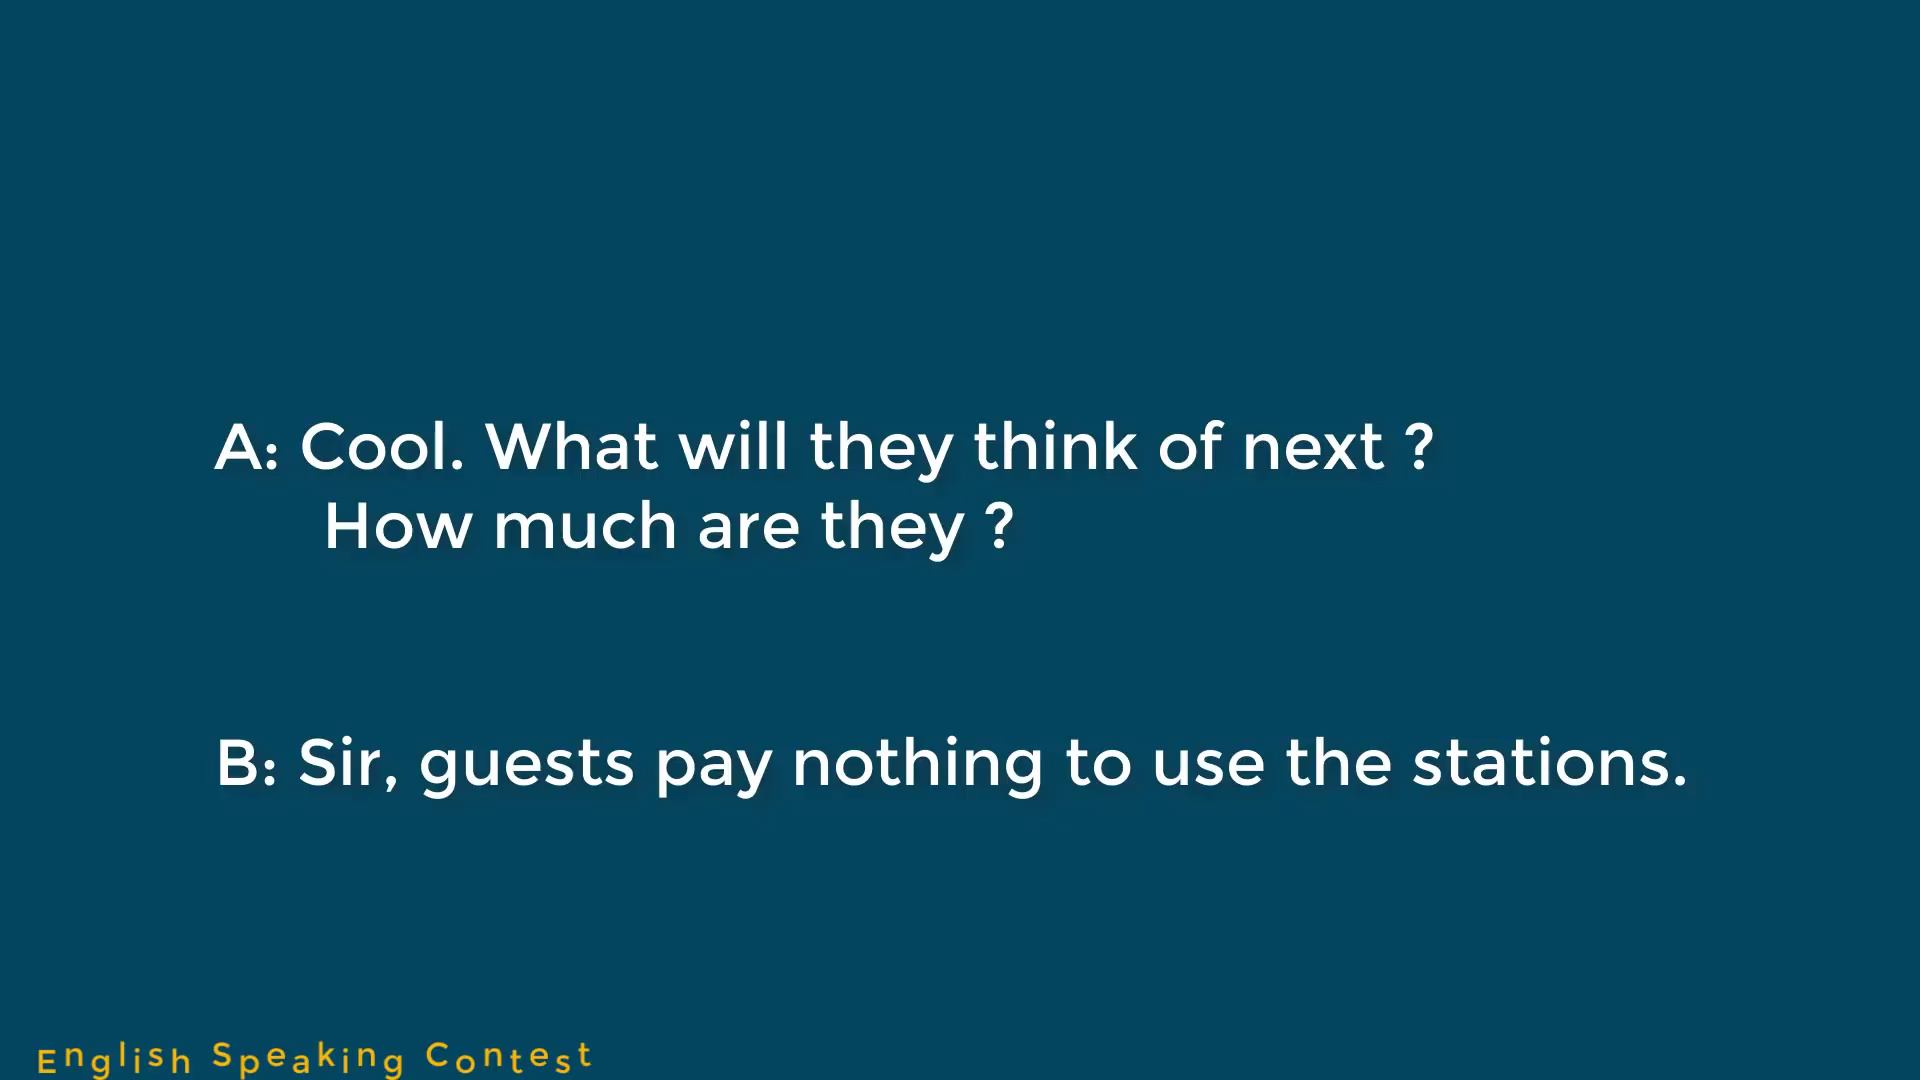 A: Cool. What will they think of next ?
How much are they ?
B: Sir, guests pay nothing to use the stations.
English Speaking Contest